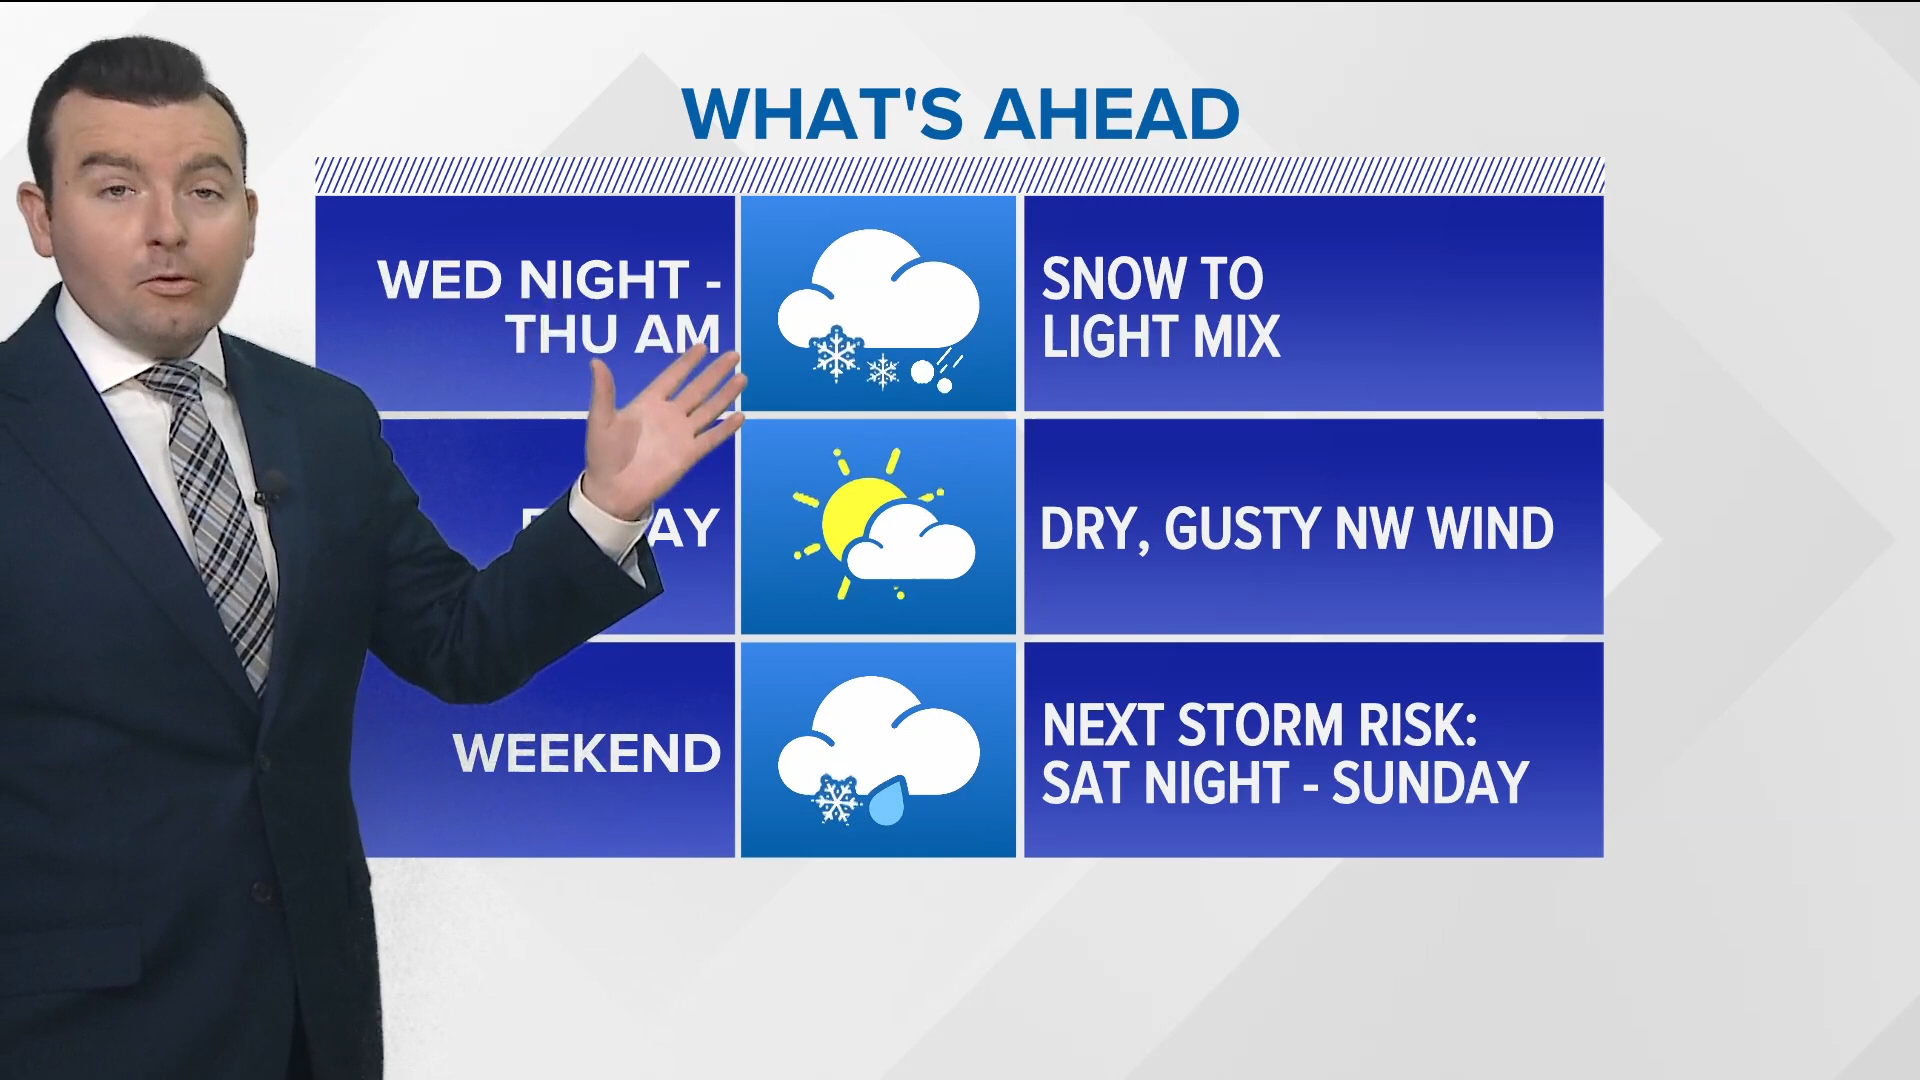 WHAT'S AHEAD
WED NIGHT -
THU AM
SNOW TO
LIGHT MIX
DRY, GUSTY NW WIND
WEEKEND
NEXT STORM RISK:
SAT NIGHT - SUNDAY